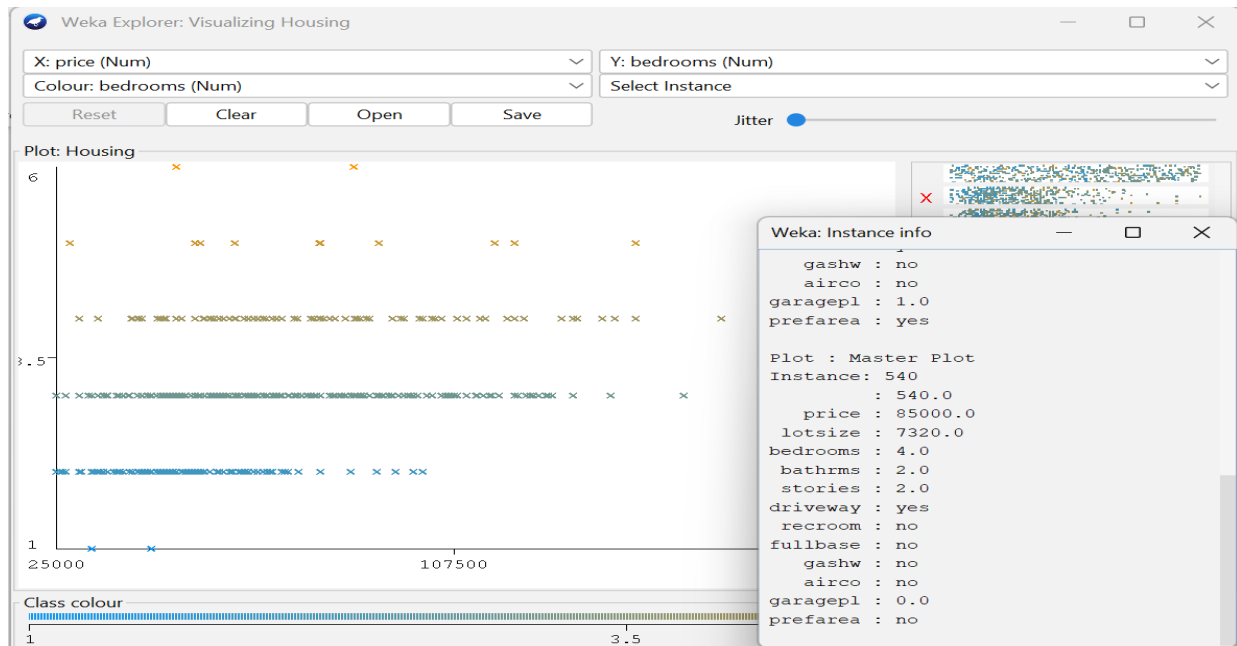 Weka Explorer: Visualizing Housing
X: price (Num)
Y: bedrooms (Num)
Colour: bedrooms (Num)
Select Instance
Reset
Clear
Open
Save
Jitter
Plot: Housing
6
3.5
1
25000
107500
Class colour
1
3.5
Weka: Instance info
gashw : no
airco : no
garagepl : 1.0
prefarea : yes
Plot : Master Plot
Instance: 540
: 540.0
price : 85000.0
lotsize : 7320.0
bedrooms : 4.0
bathrms : 2.0
stories : 2.0
driveway : yes
recroom : no
fullbase : no
gashw : no
airco : no
garagepl : 0.0
prefarea : no